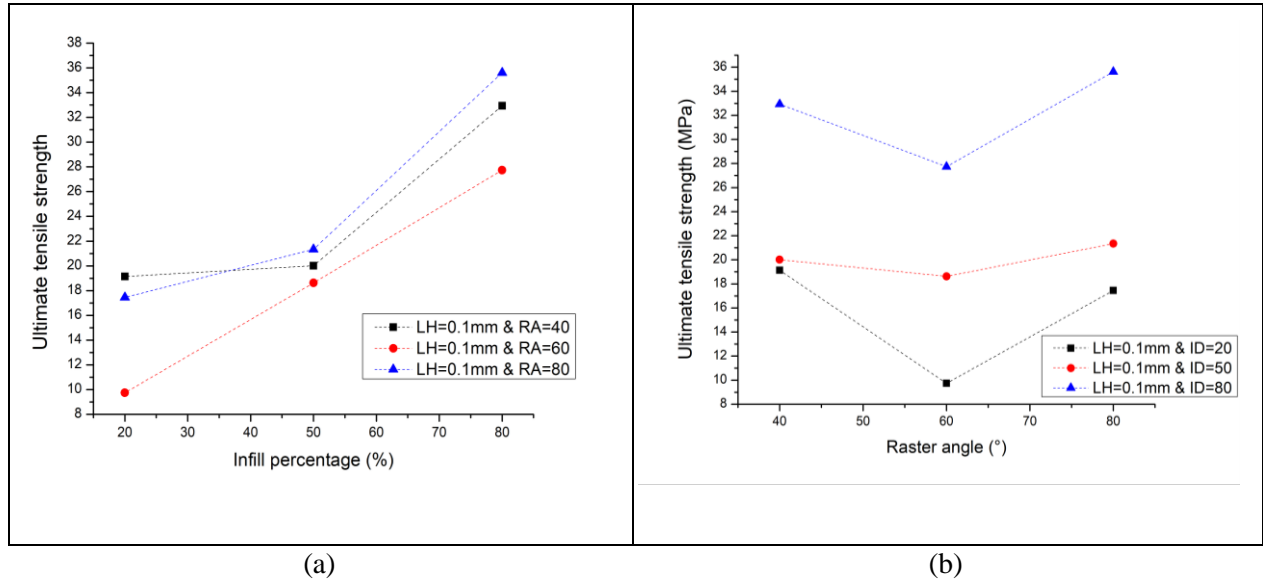 Ultimate tensile strength
38
36
34
32
30
28
26
24
22
20
18
16
14
12
10
8
20 30 40 50 60 70 80
Infill percentage (%)
LH=0.1mm & RA=40
LH=0.1mm & RA=60
LH=0.1mm & RA=80
(a)
Ultimate tensile strength (MPa)
36
34
32
30
28
26
24
22
20
18
16
14
12
10
8
40 50 60 70 80
Raster angle (°)
LH=0.1mm & ID=20
LH=0.1mm & ID=50
LH=0.1mm & ID=80
(b)